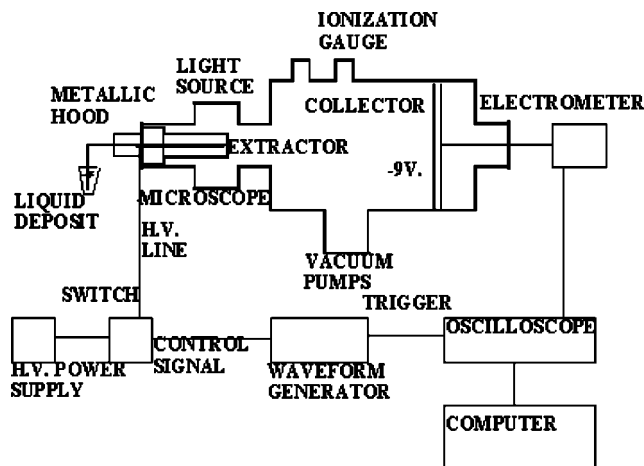 IONIZATION
GAUGE
LIGHT
SOURCE
METALLIC
HOOD
COLLECTOR
ELECTROMETER
EXTRACTOR
-9V.
LIQUID
DEPOSIT
MICROSCOPE
H.V.
LINE
VACUUM
PUMPS
SWITCH
TRIGGER
CONTROL
SIGNAL
OSCILLOSCOPE
H.V. POWER
SUPPLY
WAVEFORM
GENERATOR
COMPUTER